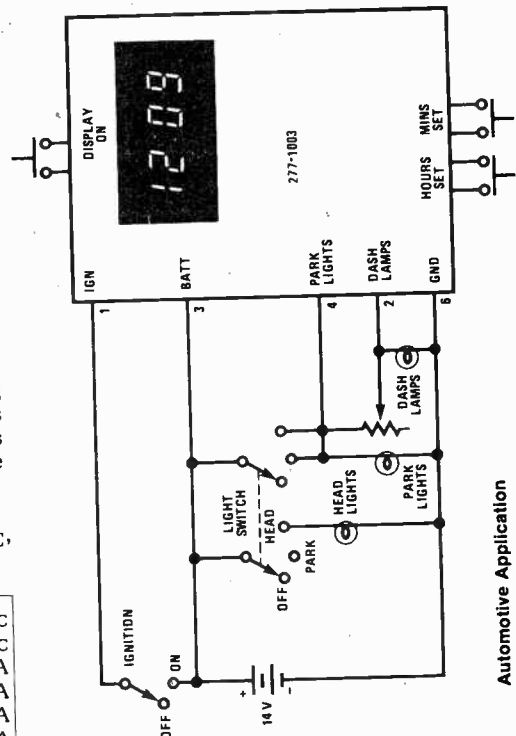 DISPLAY
ON
12:09
277-1003
MINS
SET
HOURS
SET
IGN
BATT
PARK
LIGHTS
DASH
LAMPS
GND
1
3
4
2
6
IGNITION
OFF
ON
LIGHT
SWITCH
OFF
PARK
HEAD
HEAD
LIGHTS
PARK
LIGHTS
DASH
LAMPS
14V
+
-
Automotive Application
C
C
A
A
A